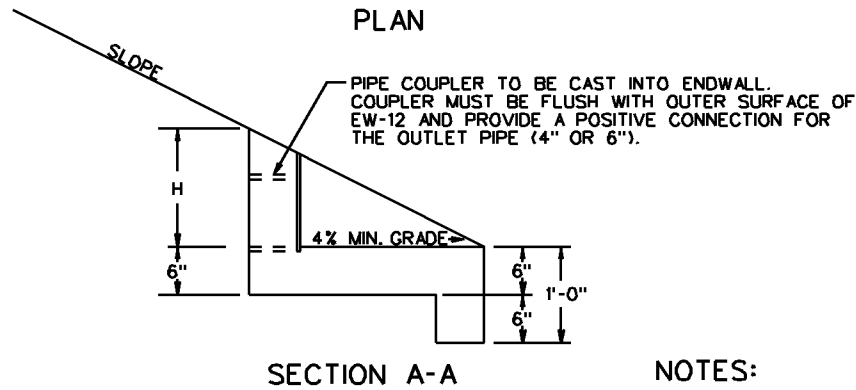 PLAN
SLOPE
PIPE COUPLER TO BE CAST INTO ENDWALL.
COUPLER MUST BE FLUSH WITH OUTER SURFACE OF
EW-12 AND PROVIDE A POSITIVE CONNECTION FOR
THE OUTLET PIPE (4" OR 6").
H
4% MIN. GRADE
6"
6"
1'-0"
6"
SECTION A-A
NOTES: